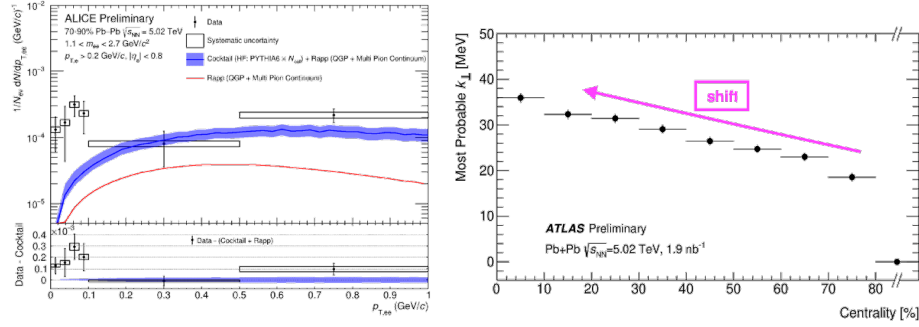 ALICE Preliminary
70-90% Pb–Pb √sNN = 5.02 TeV
1.1 < mee < 2.7 GeV/c²
pT,e > 0.2 GeV/c, |ηe| < 0.8
Data
Systematic uncertainty
Cocktail (HF: PYTHIA6 × Ncoll) + Rapp (QGP + Multi Pion Continuum)
Rapp (QGP + Multi Pion Continuum)
1/Nev dN/dpT,ee (GeV/c)⁻¹
10⁻² 
10⁻³
10⁻⁴
10⁻⁵
×10⁻³
Data - (Cocktail + Rapp)
Data - Cocktail
0.4
0.3
0.2
0.1
0
0 0.1 0.2 0.3 0.4 0.5 0.6 0.7 0.8 0.9 1
pT,ee (GeV/c)
Most Probable k⊥ [MeV]
50
40
30
20
10
0
shift
ATLAS Preliminary
Pb+Pb √sNN=5.02 TeV, 1.9 nb⁻¹
0 10 20 30 40 50 60 70 80
Centrality [%]